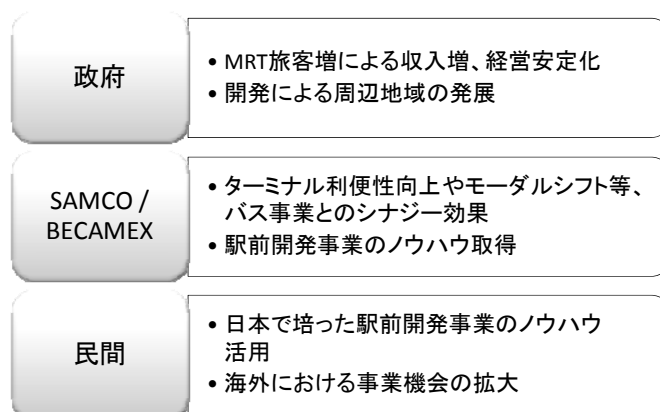 政府
• MRT旅客増による収入増、経営安定化
• 開発による周辺地域の発展
SAMCO /
BECAMEX
• ターミナル利便性向上やモーダルシフト等、
バス事業とのシナジー効果
• 駅前開発事業のノウハウ取得
民間
• 日本で培った駅前開発事業のノウハウ
活用
• 海外における事業機会の拡大